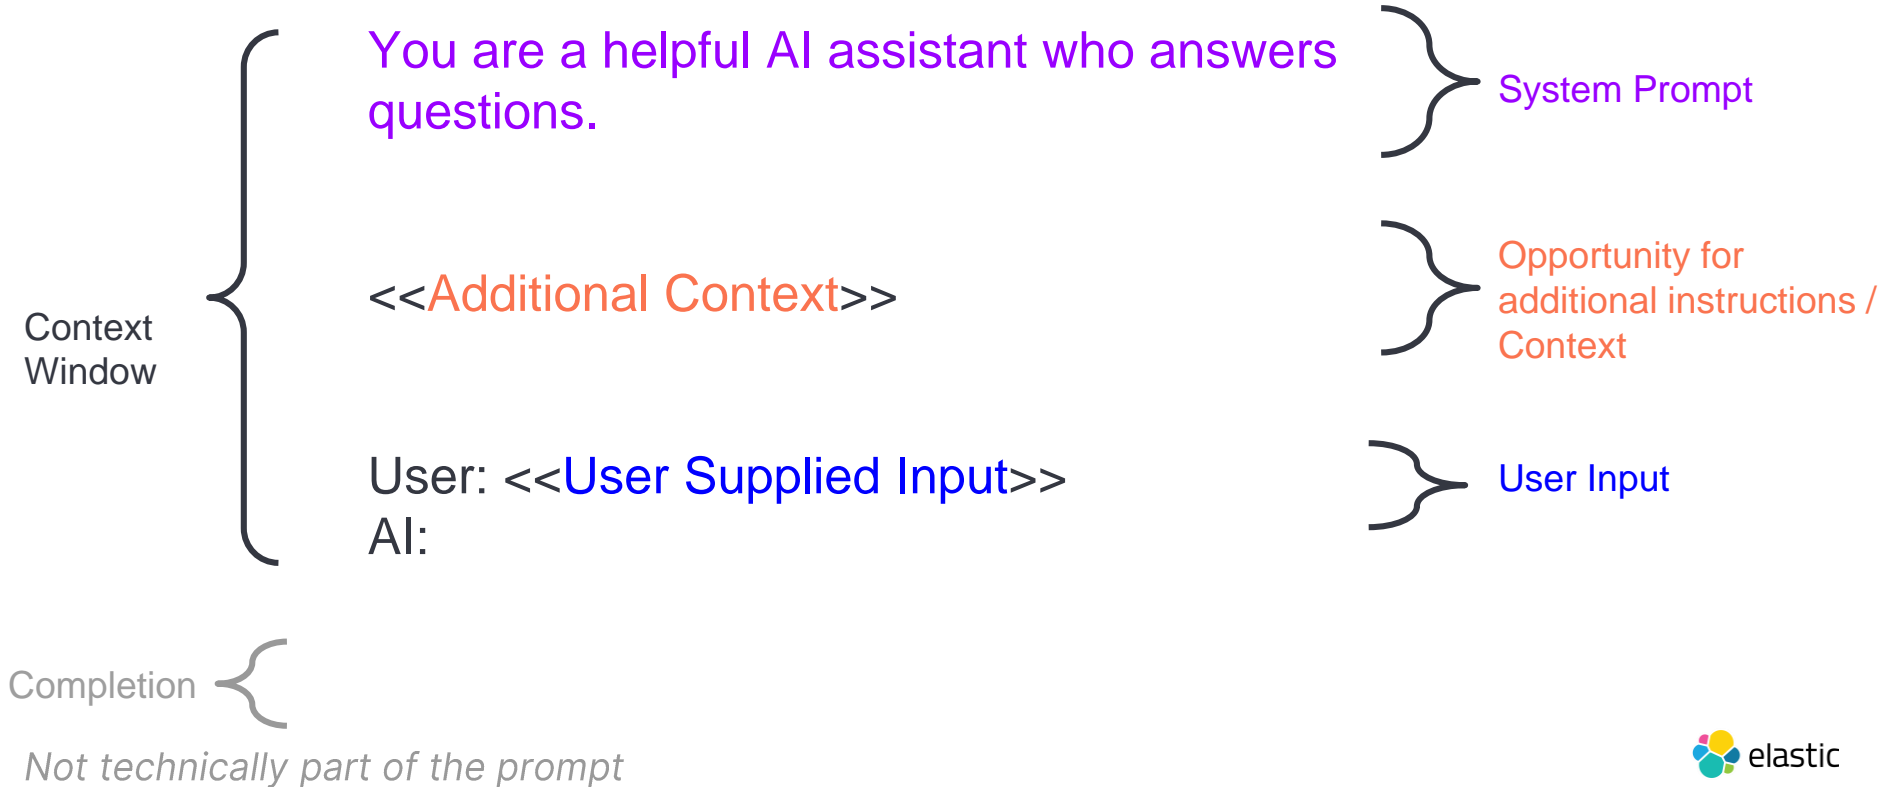 You are a helpful AI assistant who answers
questions.
System Prompt
<<Additional Context>>
Opportunity for
additional instructions /
Context
Context
Window
User: <<User Supplied Input>>
AI:
User Input
Completion
Not technically part of the prompt
elastic